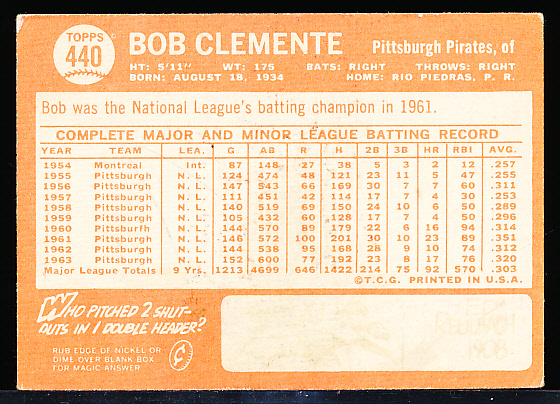 TOPPS
440
BOB CLEMENTE
Pittsburgh Pirates, of
HT: 5'11" WT: 175 BATS: RIGHT THROWS: RIGHT
BORN: AUGUST 18, 1934 HOME: RIO PIEDRAS, P. R.
Bob was the National League's batting champion in 1961.
COMPLETE MAJOR AND MINOR LEAGUE BATTING RECORD
YEAR TEAM LEA. G AB R H 2B 3B HR RBI AVG.
1954 Montreal Int. 87 148 27 38 5 3 2 12 .257
1955 Pittsburgh N. L. 124 474 48 121 23 11 5 47 .255
1956 Pittsburgh N. L. 147 543 66 169 30 7 7 60 .311
1957 Pittsburgh N. L. 111 451 42 114 17 7 4 30 .253
1958 Pittsburgh N. L. 140 519 69 150 24 10 6 50 .289
1959 Pittsburgh N. L. 105 432 60 128 17 7 4 50 .296
1960 Pittsburfh N. L. 144 570 89 179 22 6 16 94 .314
1961 Pittsburgh N. L. 146 572 100 201 30 10 23 89 .351
1962 Pittsburgh N. L. 144 538 95 168 28 9 10 74 .312
1963 Pittsburgh N. L. 152 600 77 192 23 8 17 76 .320
Major League Totals 9 Yrs. 1213 4699 646 1422 214 75 92 570 .303
©T.C.G. PRINTED IN U.S.A.
WHO PITCHED 2 SHUT-
OUTS IN 1 DOUBLE HEADER?
RUB EDGE OF NICKEL OR
DIME OVER BLANK BOX
FOR MAGIC ANSWER